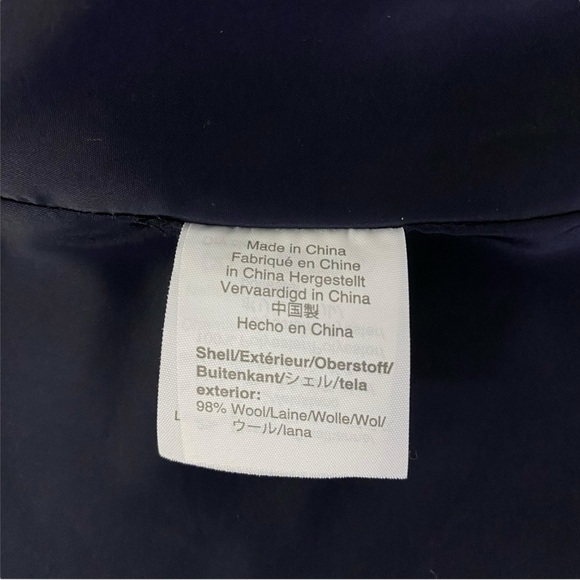 Made in China
Fabriqué en Chine
in China Hergestellt
Vervaardigd in China
中国製
Hecho en China
Shell/Extérieur/Oberstoff/
Buitenkant/シェル/tela
exterior:
98% Wool/Laine/Wolle/Wol/
ウール/lana
L